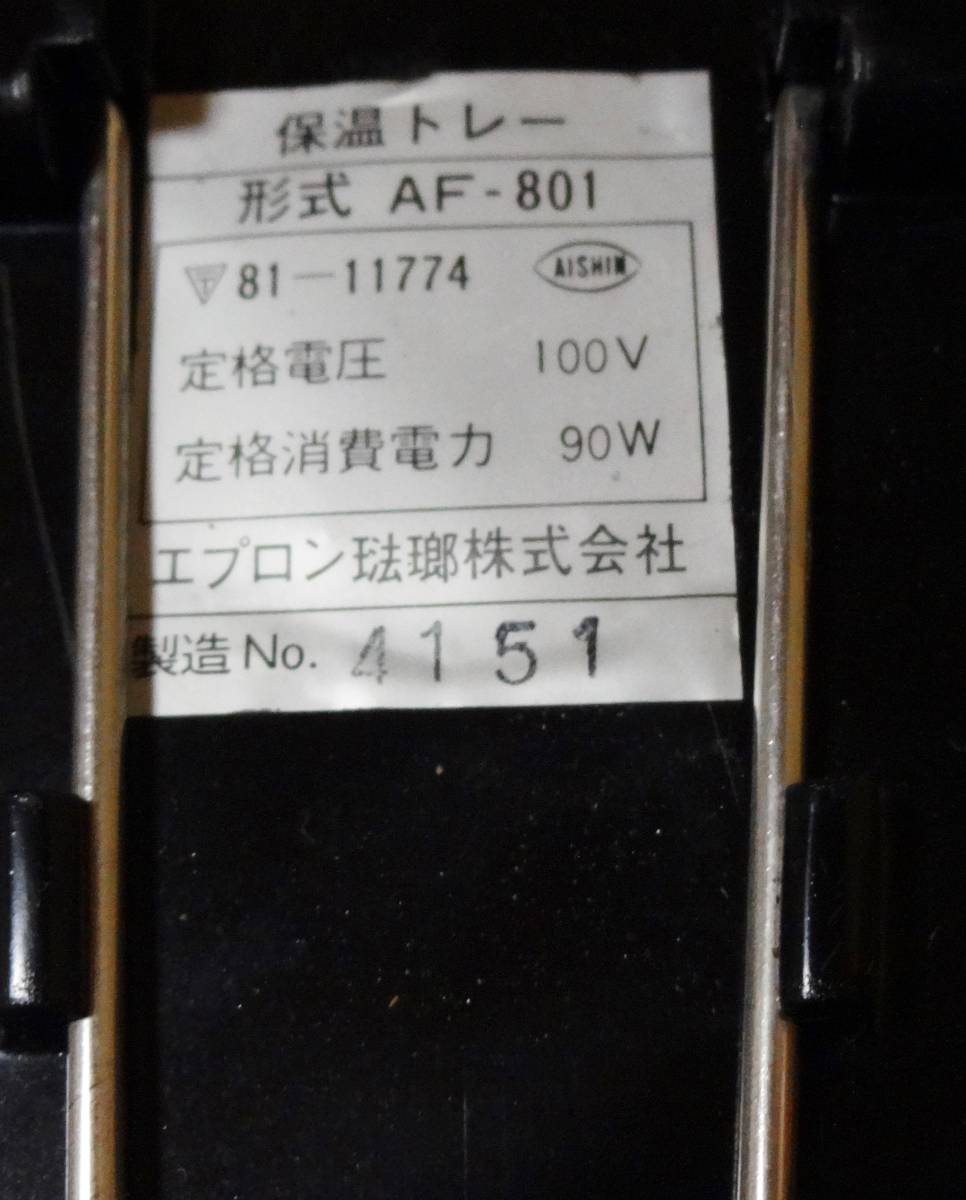 保温トレー
形式 AF-801
〒81-11774 AISHIN
定格電圧 100V
定格消費電力 90W
エプロン琺瑯株式会社
製造No. 4151